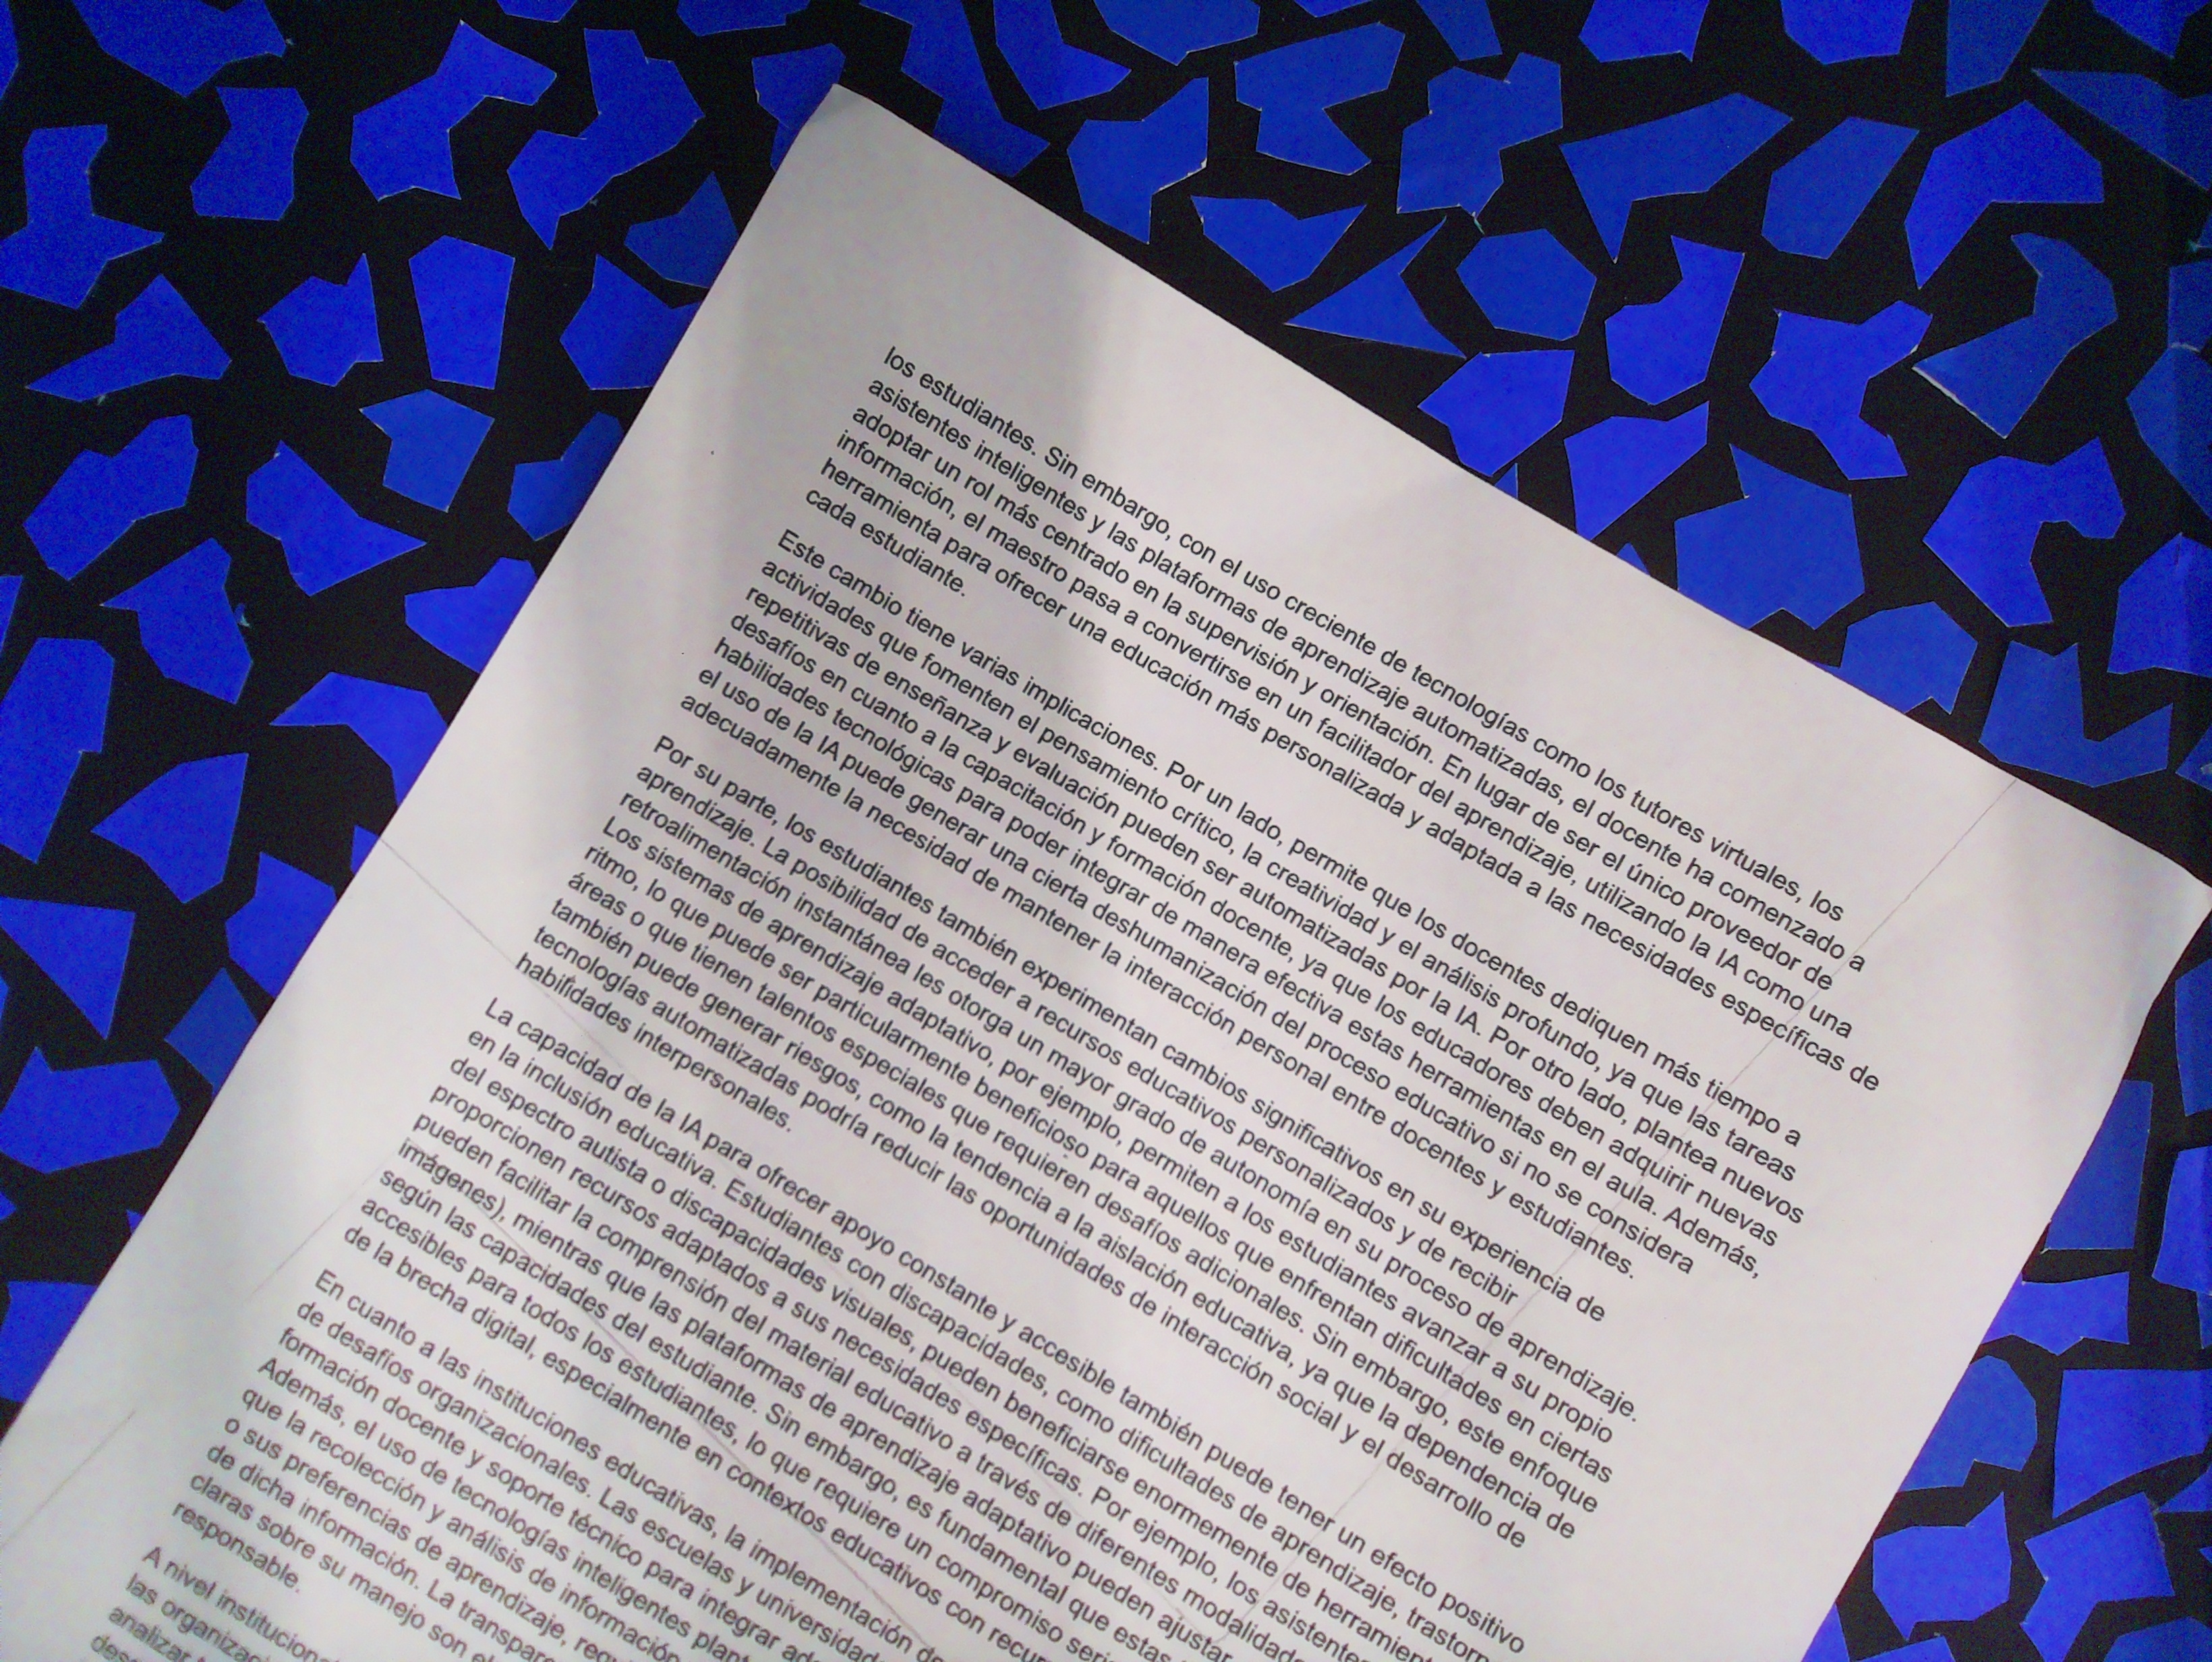 los estudiantes. Sin embargo, con el uso creciente de tecnologías como los tutores virtuales, los
asistentes inteligentes y las plataformas de aprendizaje automatizadas, el docente ha comenzado a
adoptar un rol más centrado en la supervisión y orientación. En lugar de ser el único proveedor de
información, el maestro pasa a convertirse en un facilitador del aprendizaje, utilizando la IA como una
herramienta para ofrecer una educación más personalizada y adaptada a las necesidades específicas de
cada estudiante.
Este cambio tiene varias implicaciones. Por un lado, permite que los docentes dediquen más tiempo a
actividades que fomenten el pensamiento crítico, la creatividad y el análisis profundo, ya que las tareas
repetitivas de enseñanza y evaluación pueden ser automatizadas por la IA. Por otro lado, plantea nuevos
desafíos en cuanto a la capacitación y formación docente, ya que los educadores deben adquirir nuevas
habilidades tecnológicas para poder integrar de manera efectiva estas herramientas en el aula. Además,
el uso de la IA puede generar una cierta deshumanización del proceso educativo si no se considera
adecuadamente la necesidad de mantener la interacción personal entre docentes y estudiantes.
Por su parte, los estudiantes también experimentan cambios significativos en su experiencia de
aprendizaje. La posibilidad de acceder a recursos educativos personalizados y de recibir
retroalimentación instantánea les otorga un mayor grado de autonomía en su proceso de aprendizaje.
Los sistemas de aprendizaje adaptativo, por ejemplo, permiten a los estudiantes avanzar a su propio
ritmo, lo que puede ser particularmente beneficioso para aquellos que enfrentan dificultades en ciertas
áreas o que tienen talentos especiales que requieren desafíos adicionales. Sin embargo, este enfoque
también puede generar riesgos, como la tendencia a la aislación educativa, ya que la dependencia de
tecnologías automatizadas podría reducir las oportunidades de interacción social y el desarrollo de
habilidades interpersonales.
La capacidad de la IA para ofrecer apoyo constante y accesible también puede tener un efecto positivo
en la inclusión educativa. Estudiantes con discapacidades, como dificultades de aprendizaje, trastorn
del espectro autista o discapacidades visuales, pueden beneficiarse enormemente de herramient
proporcionen recursos adaptados a sus necesidades específicas. Por ejemplo, los asistentes
pueden facilitar la comprensión del material educativo a través de diferentes modalidade
imágenes), mientras que las plataformas de aprendizaje adaptativo pueden ajustar
según las capacidades del estudiante. Sin embargo, es fundamental que estas
accesibles para todos los estudiantes, lo que requiere un compromiso seri
de la brecha digital, especialmente en contextos educativos con recur
En cuanto a las instituciones educativas, la implementación de
de desafíos organizacionales. Las escuelas y universidade
formación docente y soporte técnico para integrar ade
Además, el uso de tecnologías inteligentes plant
que la recolección y análisis de información
o sus preferencias de aprendizaje, req
de dicha información. La transpare
claras sobre su manejo son el
responsable.
A nivel instituciona
las organizac
analizar
des